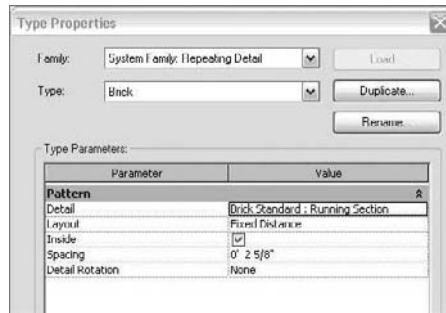 Type Properties
Family: System Family: Repeating Detail Load...
Type: Brick Duplicate...
Rename...
Type Parameters:
Parameter Value
Pattern
Detail Brick Standard : Running Section
Layout Fixed Distance
Inside
Spacing 0' 2 5/8"
Detail Rotation None